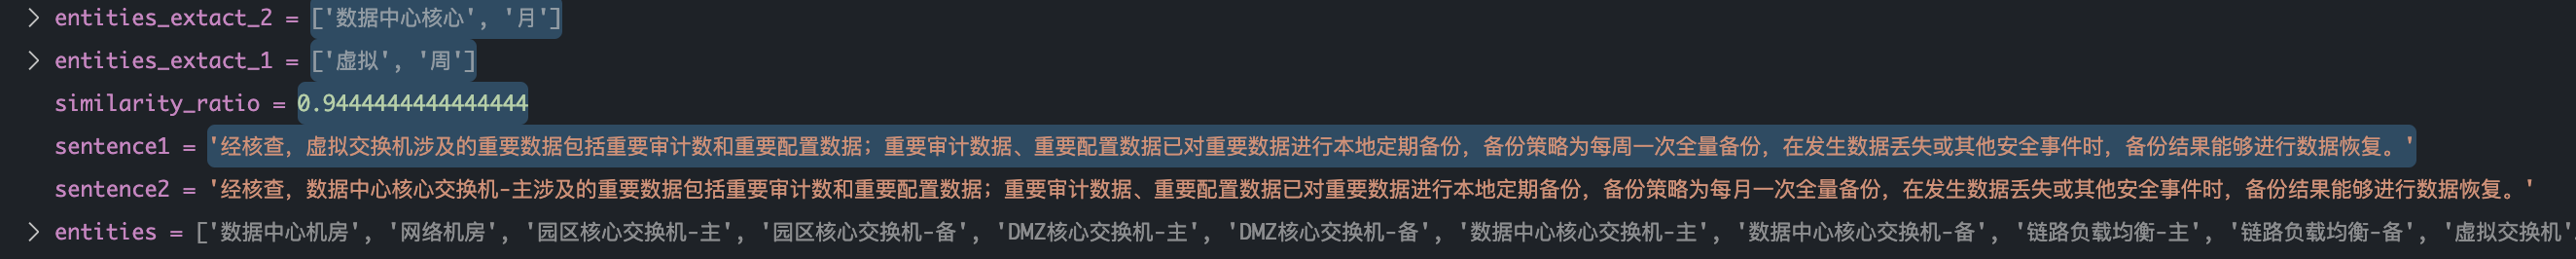 entities_extact_2 = ['数据中心核心', '月']
entities_extact_1 = ['虚拟', '周']
similarity_ratio = 0.9444444444444444
sentence1 = '经核查，虚拟交换机涉及的重要数据包括重要审计数和重要配置数据；重要审计数据、重要配置数据已对重要数据进行本地定期备份，备份策略为每周一次全量备份，在发生数据丢失或其他安全事件时，备份结果能够进行数据恢复。'
sentence2 = '经核查，数据中心核心交换机-主涉及的重要数据包括重要审计数和重要配置数据；重要审计数据、重要配置数据已对重要数据进行本地定期备份，备份策略为每月一次全量备份，在发生数据丢失或其他安全事件时，备份结果能够进行数据恢复。'
entities = ['数据中心机房', '网络机房', '园区核心交换机-主', '园区核心交换机-备', 'DMZ核心交换机-主', 'DMZ核心交换机-备', '数据中心核心交换机-主', '数据中心核心交换机-备', '链路负载均衡-主', '链路负载均衡-备', '虚拟交换机'